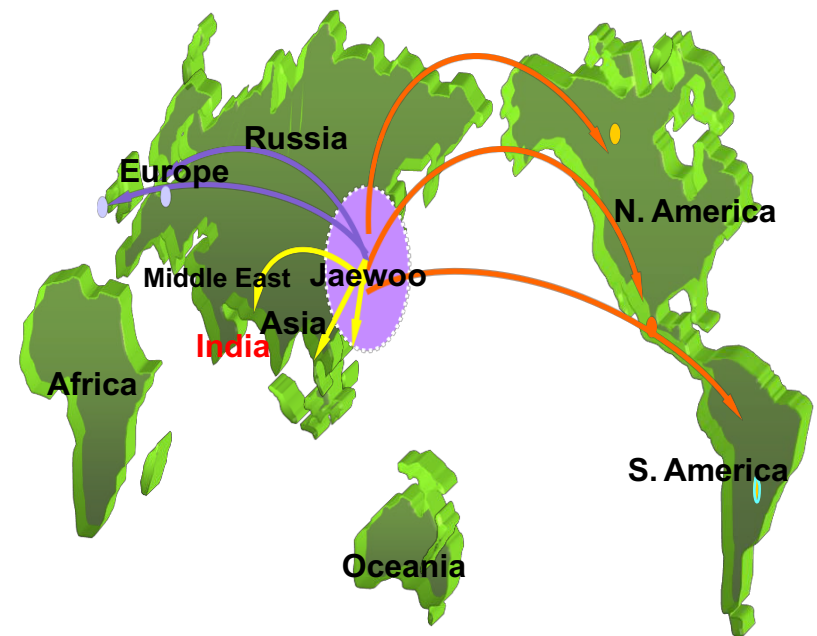 Russia
Europe
N. America
Middle East
Jaewoo
Asia
India
Africa
S. America
Oceania